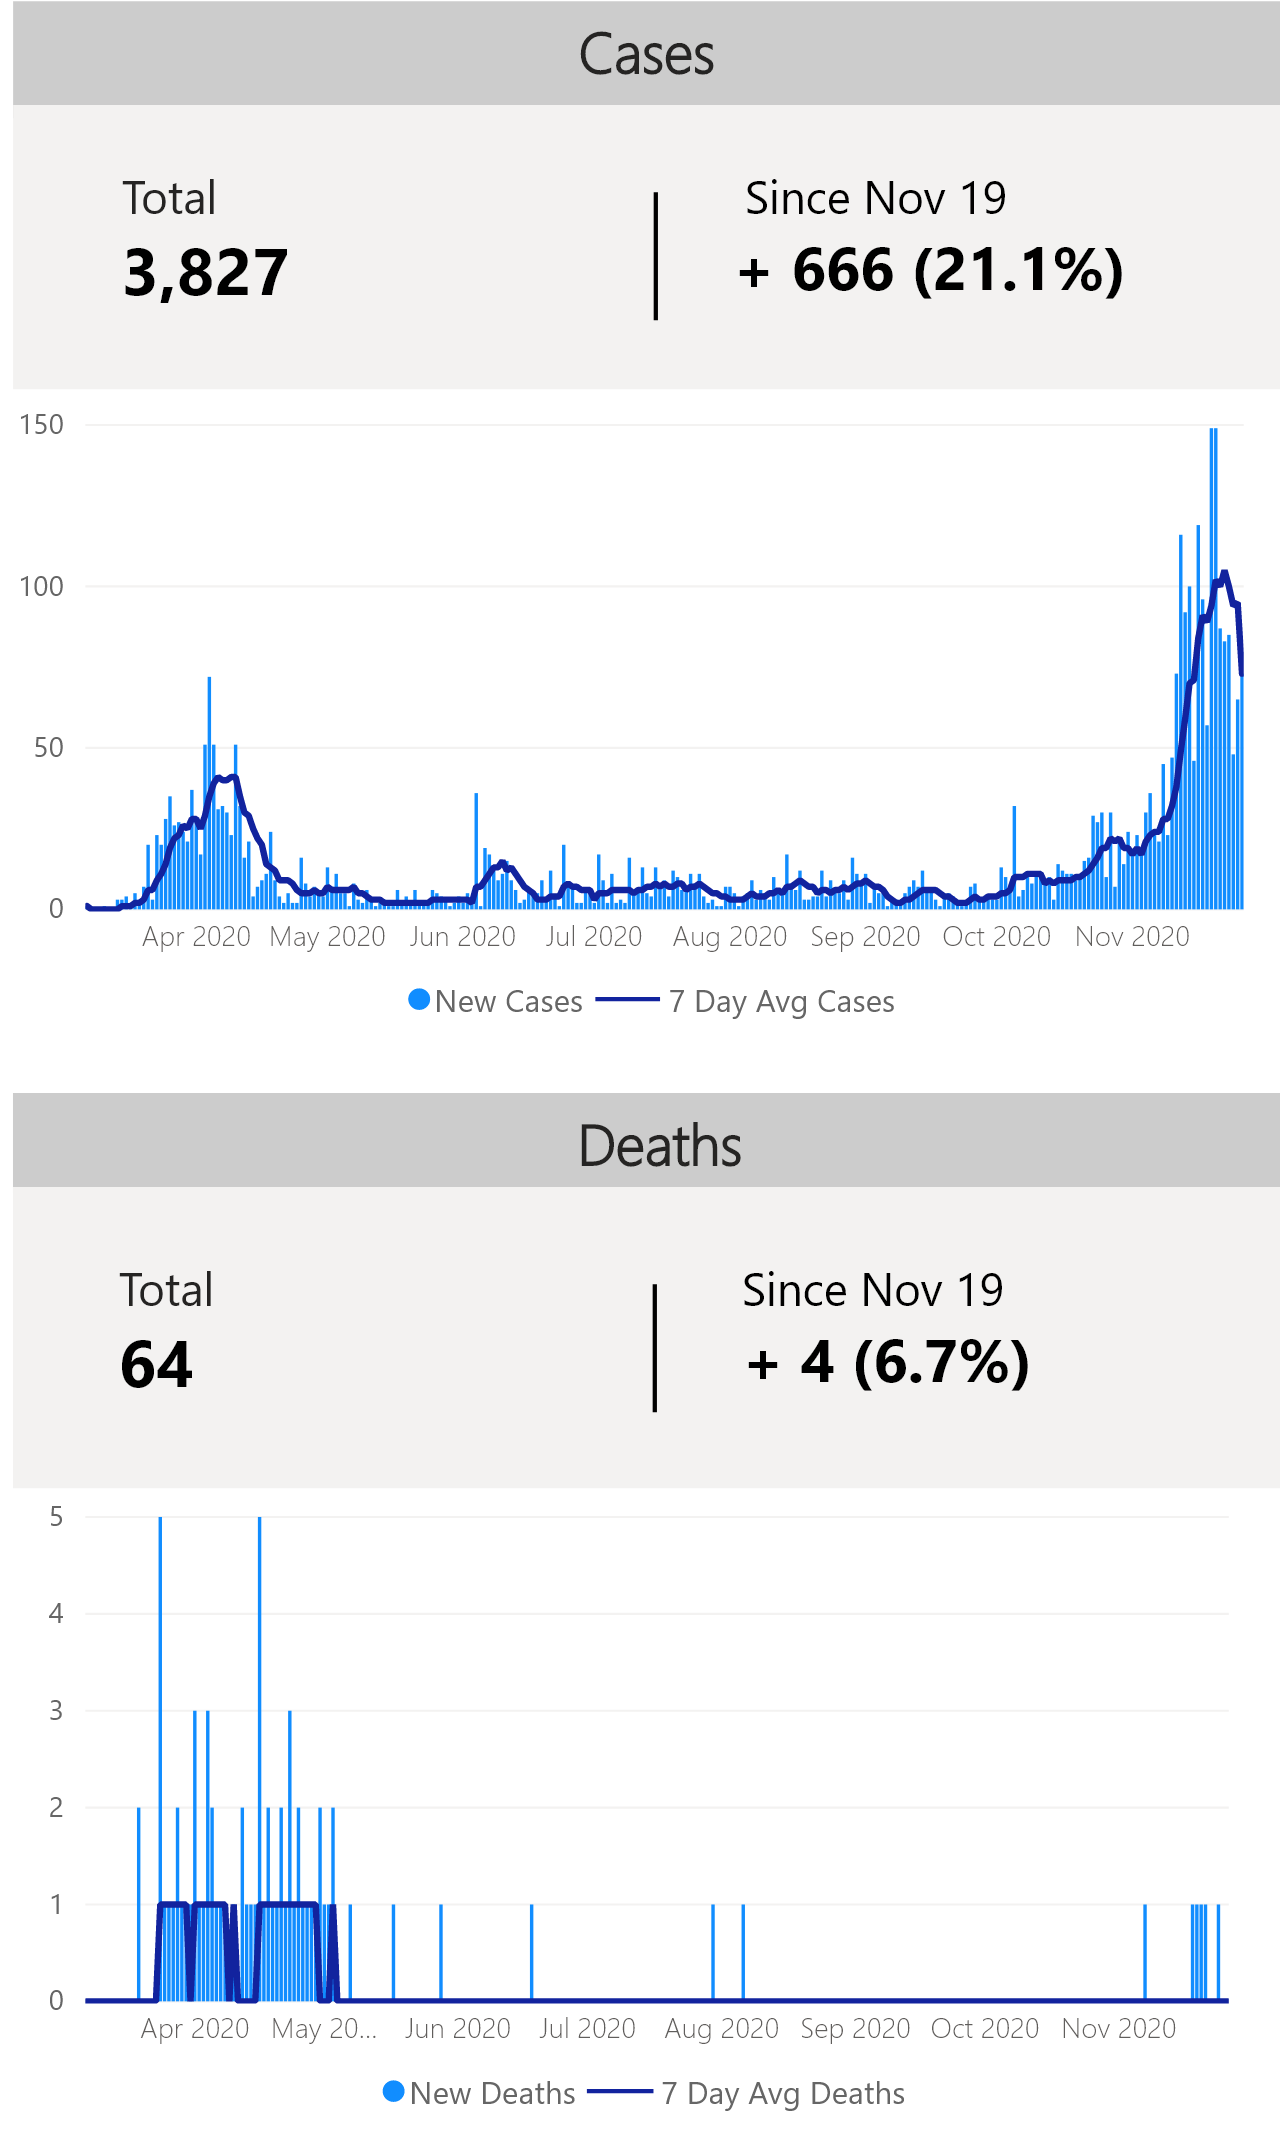 Cases
Total
Since Nov 19
3,827
+ 666 (21.1%)
150
100
50
0
Apr 2020 May 2020 Jun 2020 Jul 2020 Aug 2020 Sep 2020 Oct 2020 Nov 2020
New Cases 7 Day Avg Cases
Deaths
Total
Since Nov 19
64
+ 4 (6.7%)
5
4
3
2
1
0
Apr 2020 May 20... Jun 2020 Jul 2020 Aug 2020 Sep 2020 Oct 2020 Nov 2020
New Deaths 7 Day Avg Deaths